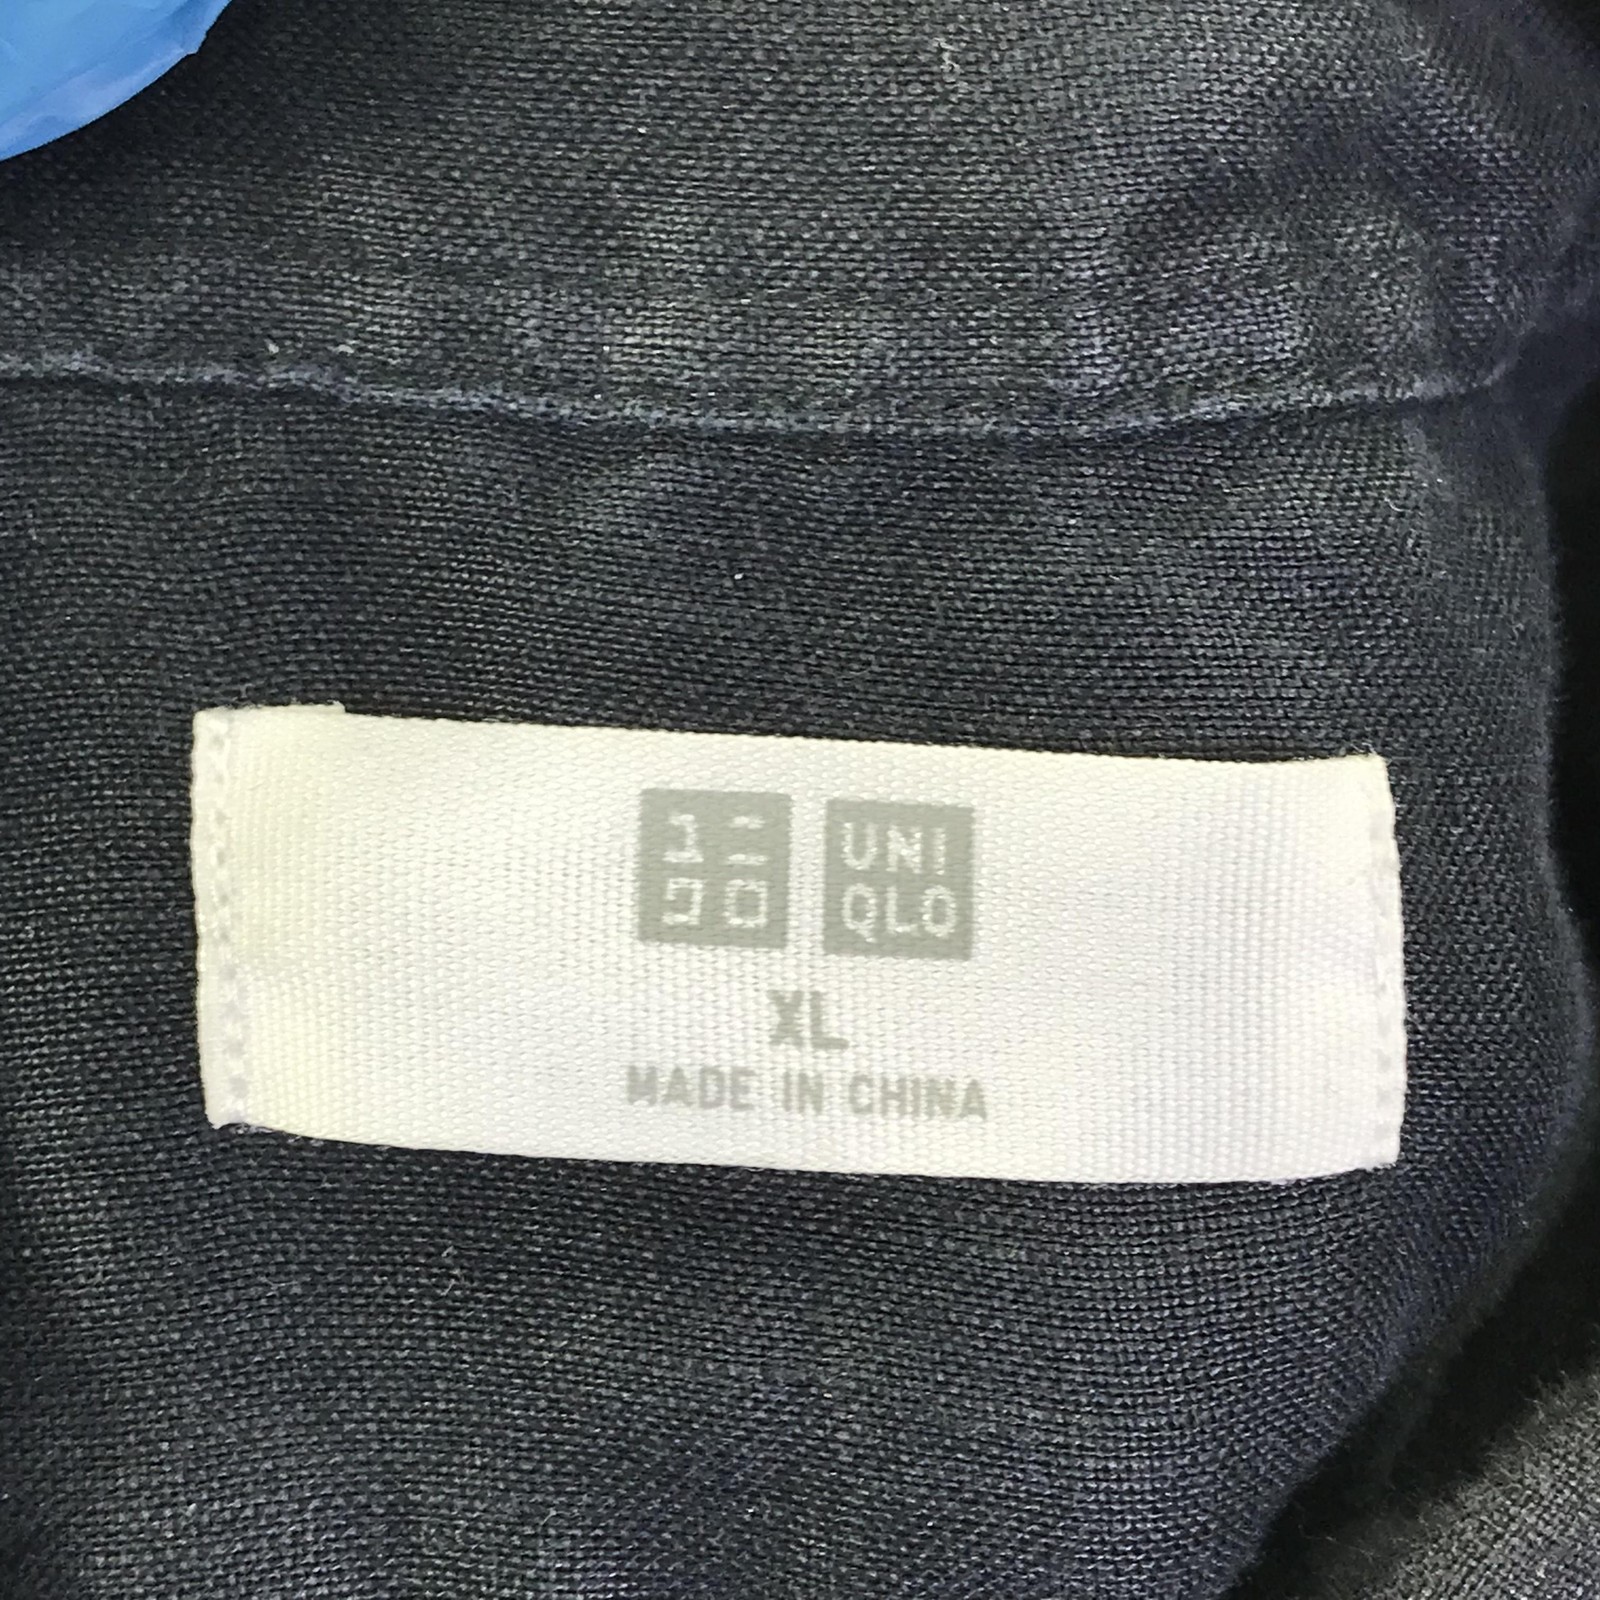 ユニ
クロ
UNI
QLO
XL
MADE IN CHINA